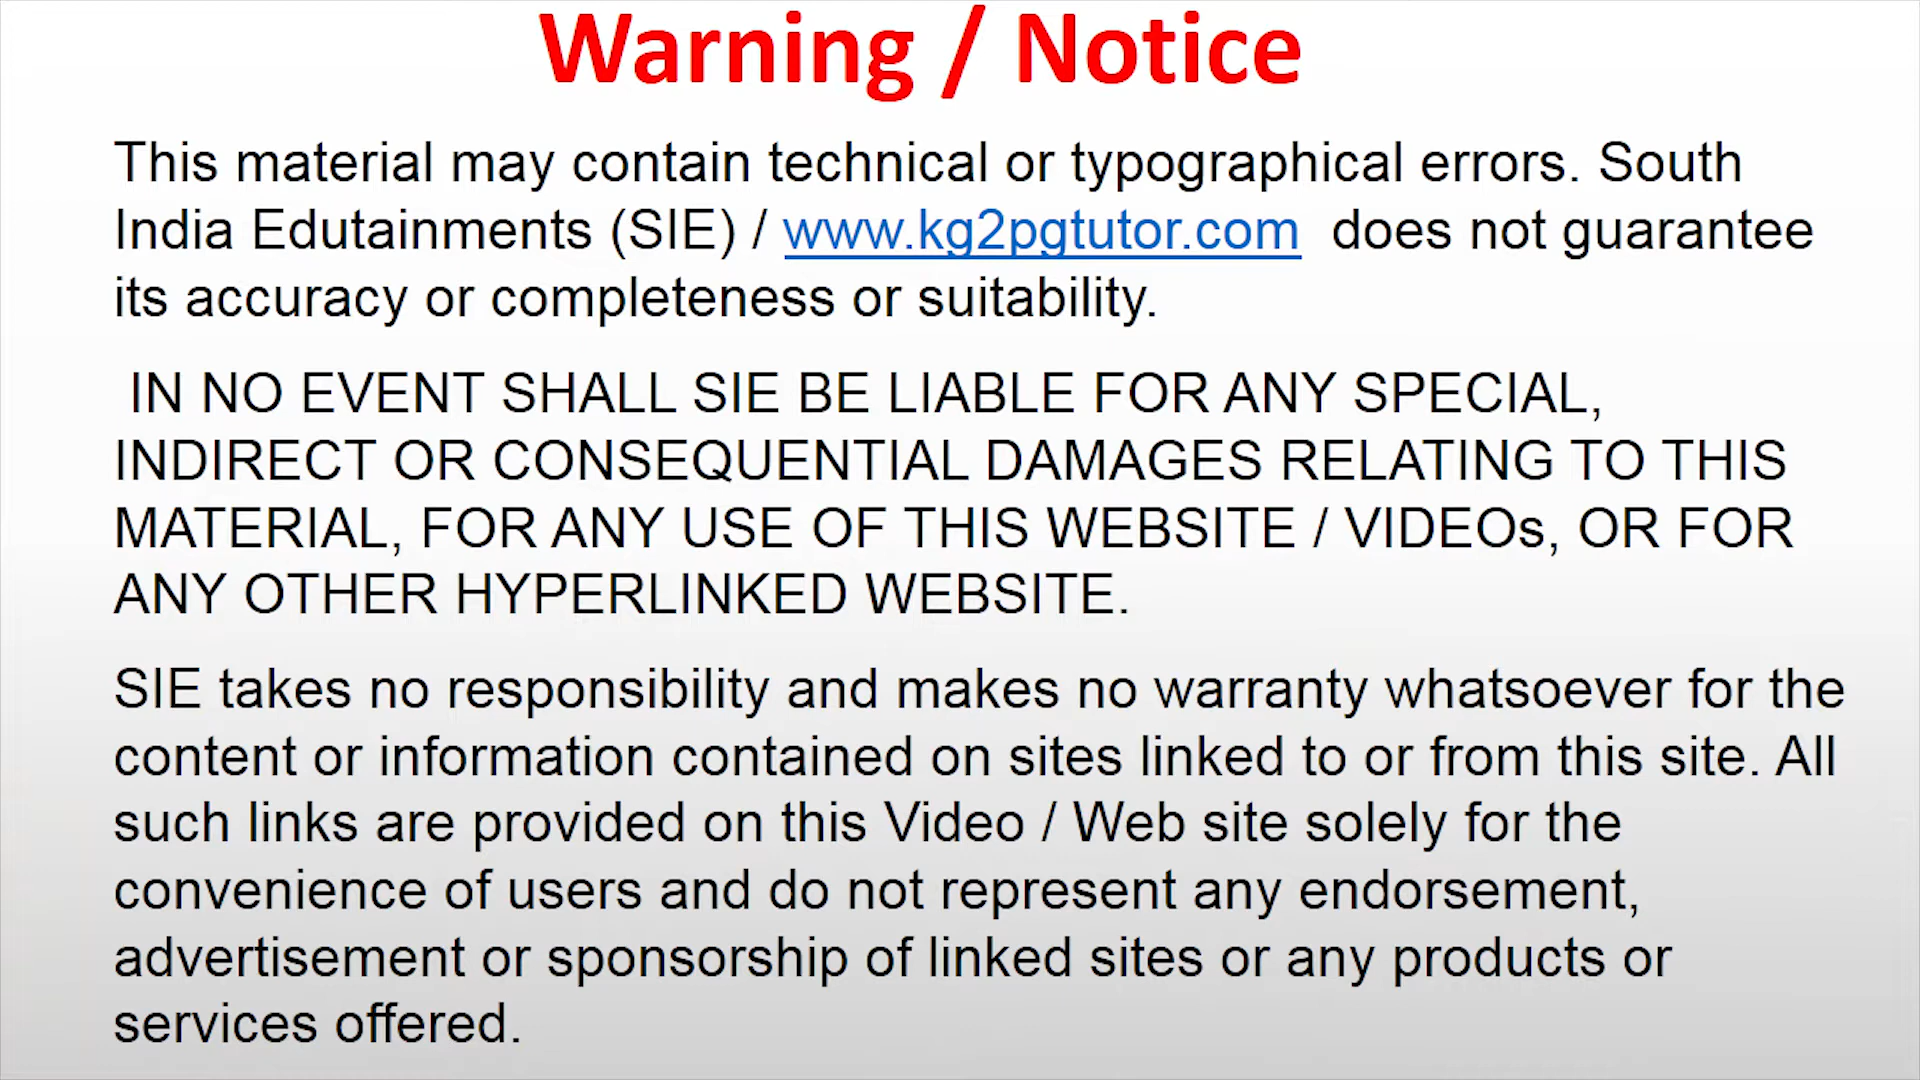 Warning / Notice
This material may contain technical or typographical errors. South
India Edutainments (SIE) / www.kg2pgtutor.com does not guarantee
its accuracy or completeness or suitability.
IN NO EVENT SHALL SIE BE LIABLE FOR ANY SPECIAL,
INDIRECT OR CONSEQUENTIAL DAMAGES RELATING TO THIS
MATERIAL, FOR ANY USE OF THIS WEBSITE / VIDEOs, OR FOR
ANY OTHER HYPERLINKED WEBSITE.
SIE takes no responsibility and makes no warranty whatsoever for the
content or information contained on sites linked to or from this site. All
such links are provided on this Video / Web site solely for the
convenience of users and do not represent any endorsement,
advertisement or sponsorship of linked sites or any products or
services offered.